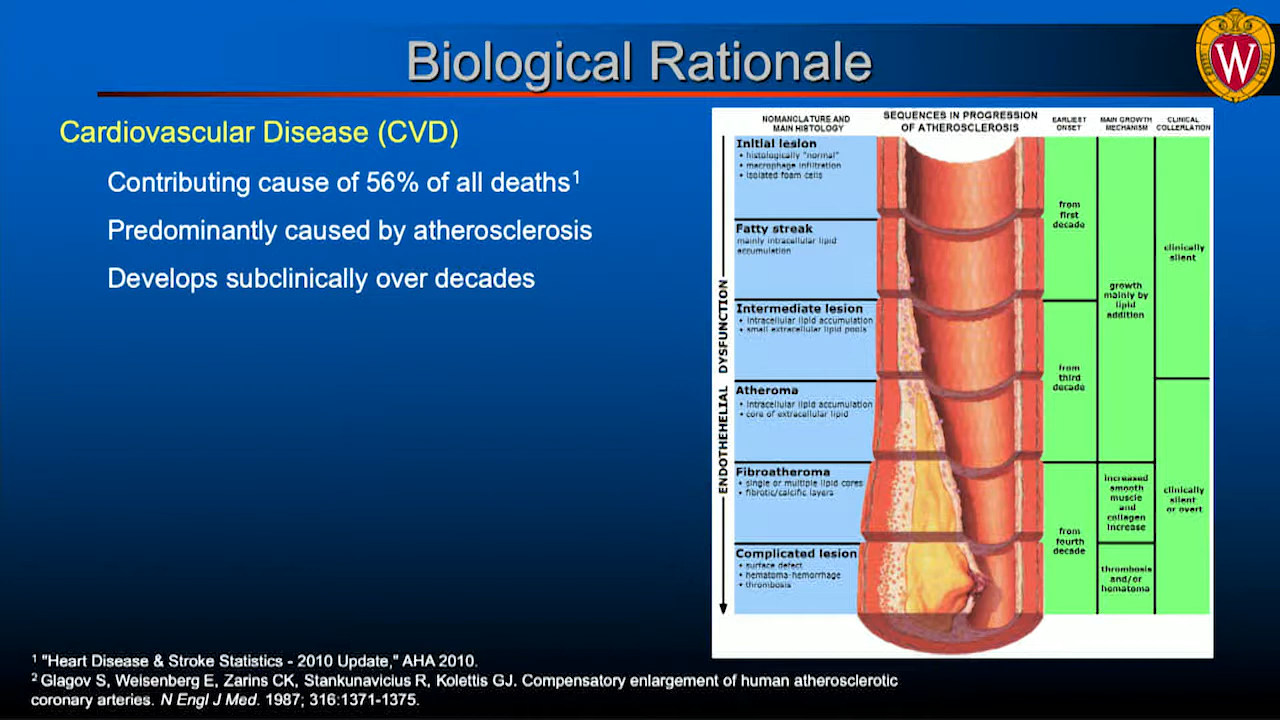 Biological Rationale
W
Cardiovascular Disease (CVD)
Contributing cause of 56% of all deaths¹
Predominantly caused by atherosclerosis
Develops subclinically over decades
NOMANCLATURE AND
MAIN HISTOLOGY
SEQUENCES IN PROGRESSION
OF ATHEROSCLEROSIS
EARLIEST
ONSET
MAIN GROWTH
MECHANISM
CLINICAL
COLLERLATION
ENDOTHEHELIAL DYSFUNCTION
Initial lesion
• histologically "normal"
• macrophage infiltration
• isolated foam cells
Fatty streak
mainly intracellular lipid
accumulation
Intermediate lesion
• intracellular lipid accumulation
• small extracellular lipid pools
Atheroma
• intracellular lipid accumulation
• core of extracellular lipid
Fibroatheroma
• single or multiple lipid cores
• fibrotic/calcific layers
Complicated lesion
• surface defect
• hematoma-hemorrhage
• thrombosis
from
first
decade
from
third
decade
from
fourth
decade
growth
mainly by
lipid
addition
increased
smooth
muscle
and
collagen
increase
thrombosis
and/or
hematoma
clinically
silent
clinically
silent
or overt
¹ "Heart Disease & Stroke Statistics - 2010 Update," AHA 2010.
² Glagov S, Weisenberg E, Zarins CK, Stankunavicius R, Kolettis GJ. Compensatory enlargement of human atherosclerotic
coronary arteries. N Engl J Med. 1987; 316:1371-1375.